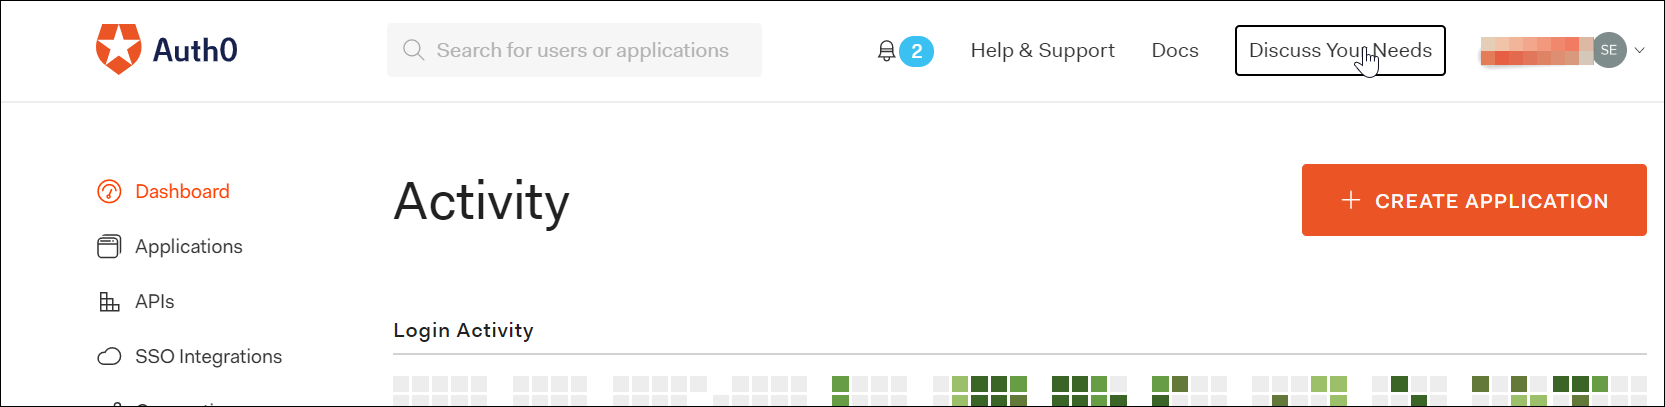 Auth0
Search for users or applications
2
Help & Support
Docs
Discuss Your Needs
SE
Dashboard
Activity
+ CREATE APPLICATION
Applications
APIs
Login Activity
SSO Integrations